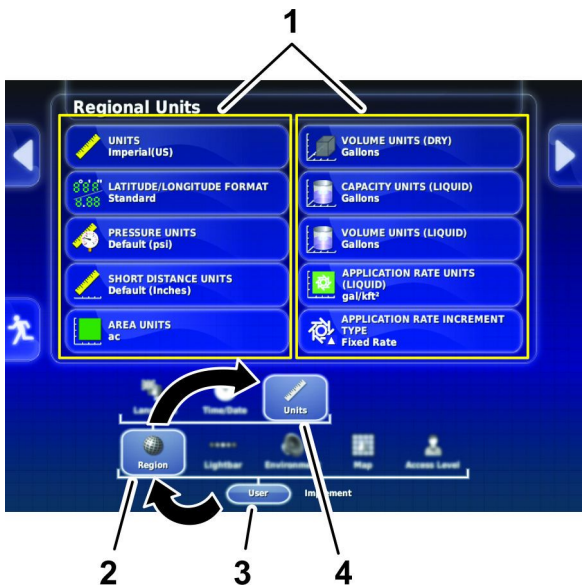 1
Regional Units
UNITS
Imperial(US)
LATITUDE/LONGITUDE FORMAT
Standard
PRESSURE UNITS
Default (psi)
SHORT DISTANCE UNITS
Default (Inches)
AREA UNITS
ac
VOLUME UNITS (DRY)
Gallons
CAPACITY UNITS (LIQUID)
Gallons
VOLUME UNITS (LIQUID)
Gallons
APPLICATION RATE UNITS
(LIQUID)
gal/kft²
APPLICATION RATE INCREMENT
TYPE
Fixed Rate
Time/Date
Units
Region
Lightbar
Map
Access Level
User
Implement
2
3
4